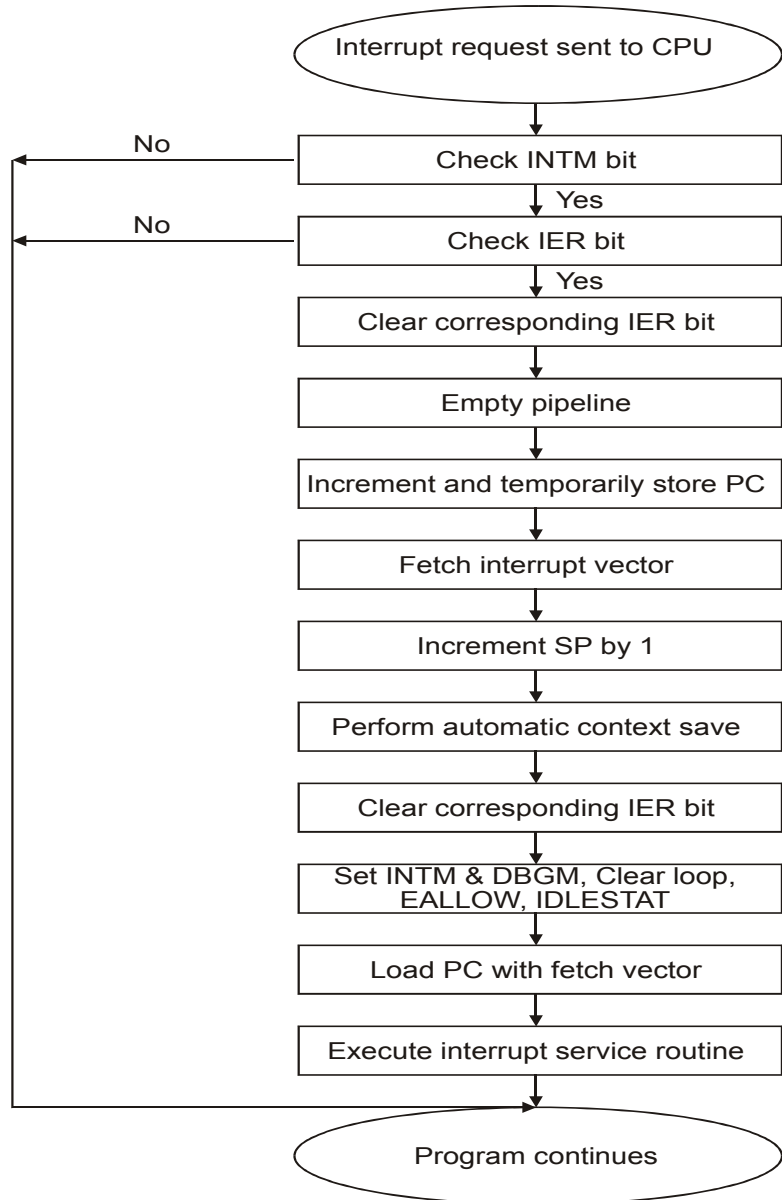 Interrupt request sent to CPU
No
Check INTM bit
Yes
No
Check IER bit
Yes
Clear corresponding IER bit
Empty pipeline
Increment and temporarily store PC
Fetch interrupt vector
Increment SP by 1
Perform automatic context save
Clear corresponding IER bit
Set INTM & DBGM, Clear loop,
EALLOW, IDLESTAT
Load PC with fetch vector
Execute interrupt service routine
Program continues